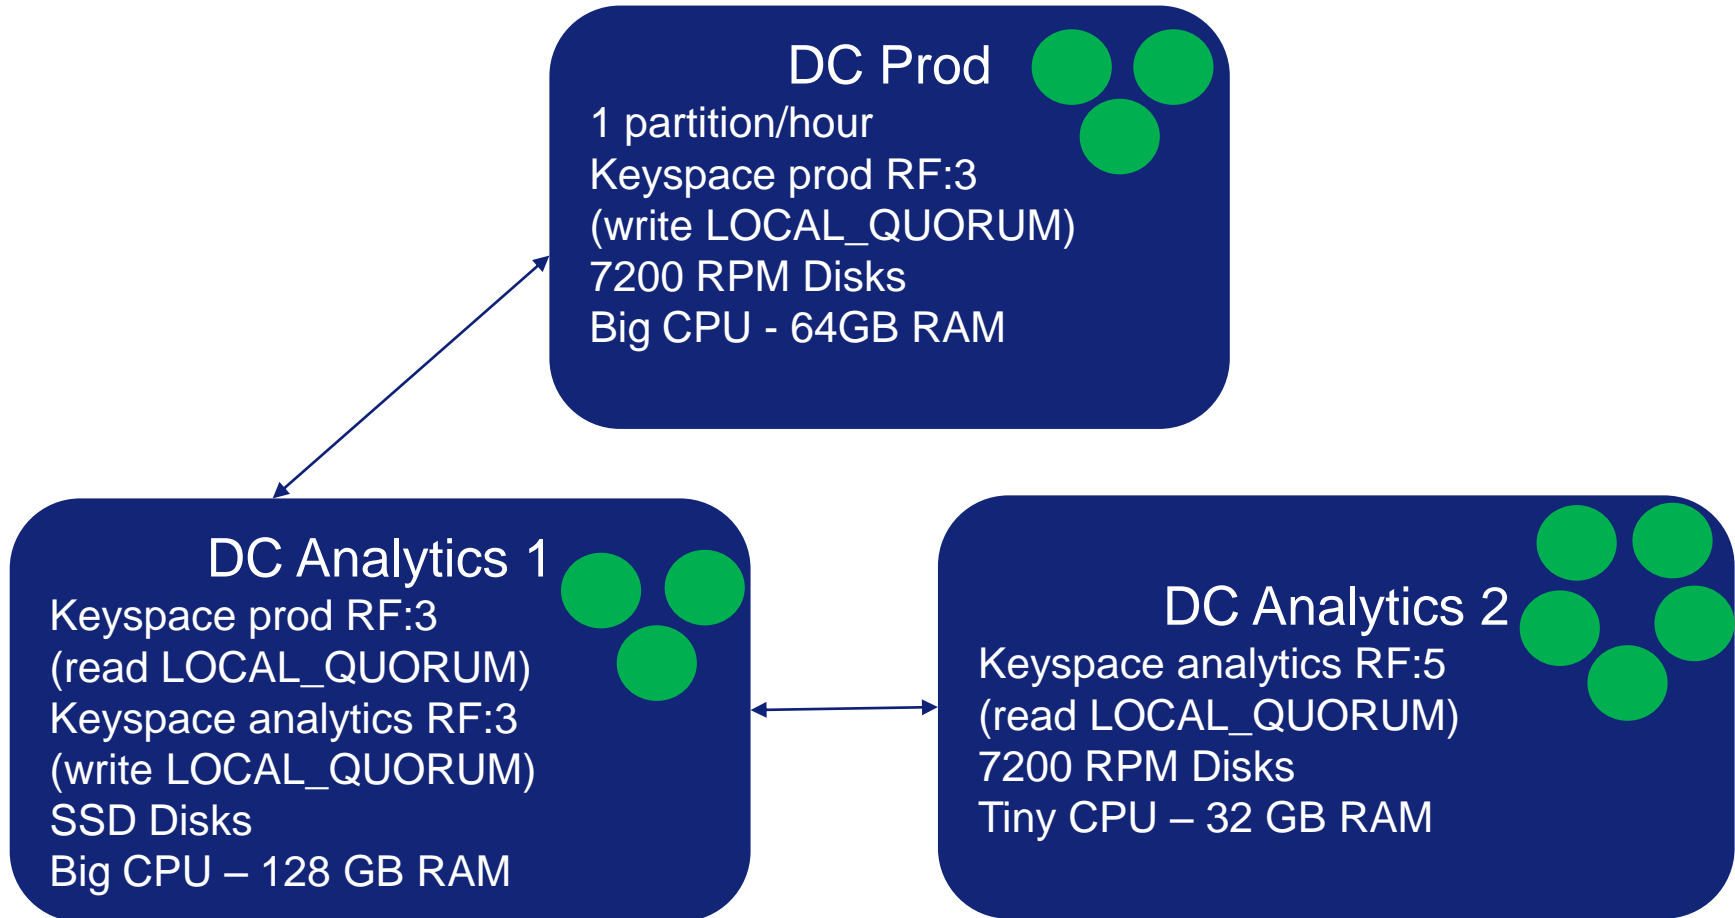 DC Prod
1 partition/hour
Keyspace prod RF:3
(write LOCAL_QUORUM)
7200 RPM Disks
Big CPU - 64GB RAM
DC Analytics 1
Keyspace prod RF:3
(read LOCAL_QUORUM)
Keyspace analytics RF:3
(write LOCAL_QUORUM)
SSD Disks
Big CPU – 128 GB RAM
DC Analytics 2
Keyspace analytics RF:5
(read LOCAL_QUORUM)
7200 RPM Disks
Tiny CPU – 32 GB RAM